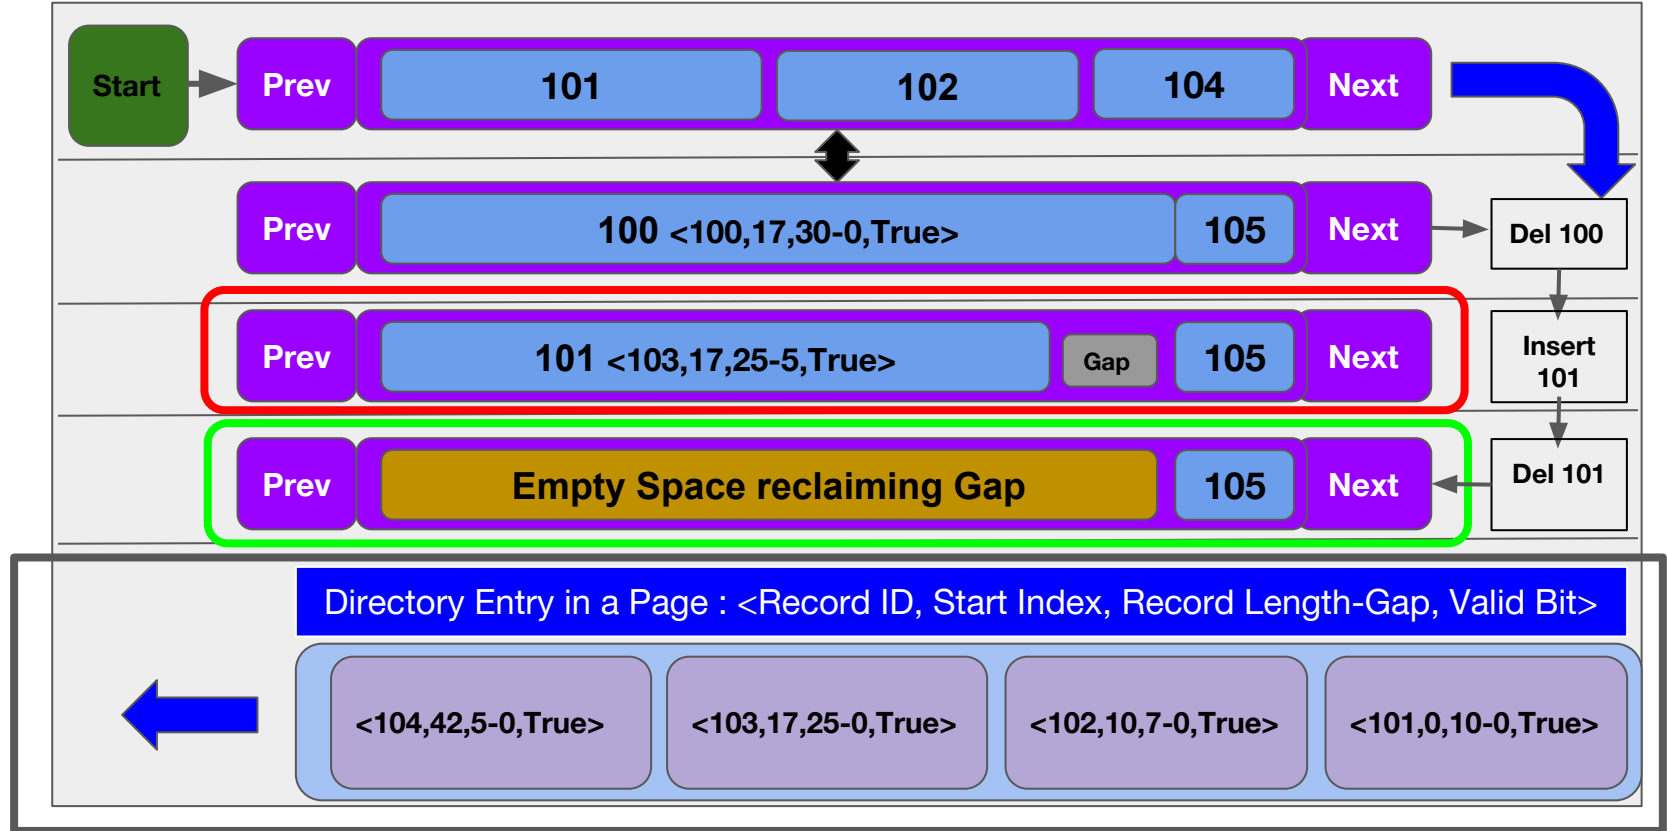 Start
Prev
101
102
104
Next
Prev
100 <100,17,30-0,True>
105
Next
Del 100
Prev
101 <103,17,25-5,True>
Gap
105
Next
Insert
101
Prev
Empty Space reclaiming Gap
105
Next
Del 101
Directory Entry in a Page : <Record ID, Start Index, Record Length-Gap, Valid Bit>
<104,42,5-0,True>
<103,17,25-0,True>
<102,10,7-0,True>
<101,0,10-0,True>